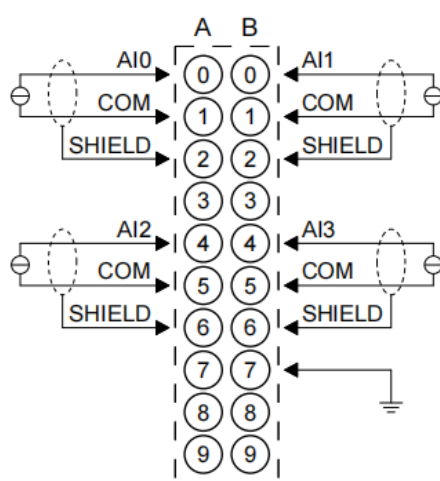 A B
AI0 0 0 AI1
COM 1 1 COM
SHIELD 2 2 SHIELD
3 3
AI2 4 4 AI3
COM 5 5 COM
SHIELD 6 6 SHIELD
7 7
8 8
9 9